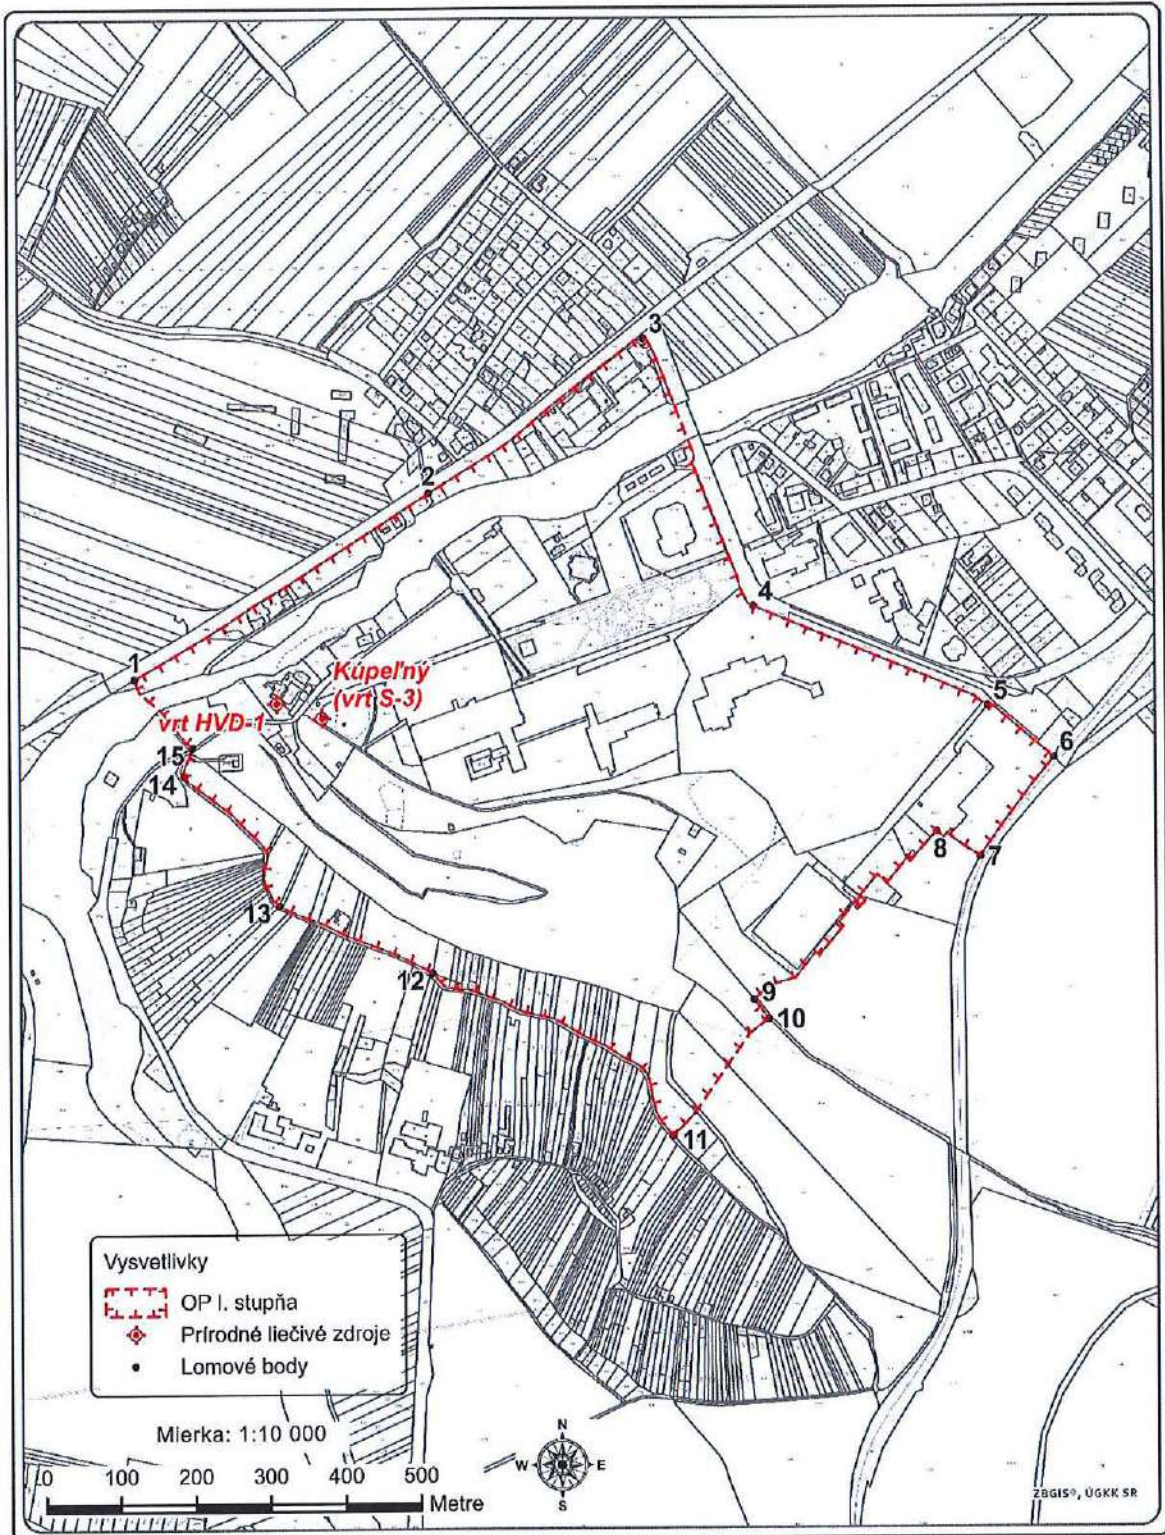 3
2
4
1
Kúpeľný
(vrt S-3)
vrt HVD-1
5
6
15
14
8
7
13
12
9
10
11
Vysvetlivky
OP I. stupňa
Prírodné liečivé zdroje
Lomové body
Mierka: 1:10 000
N
W E
S
0 100 200 300 400 500
Metre
ZBGIS®, ÚGKK SR